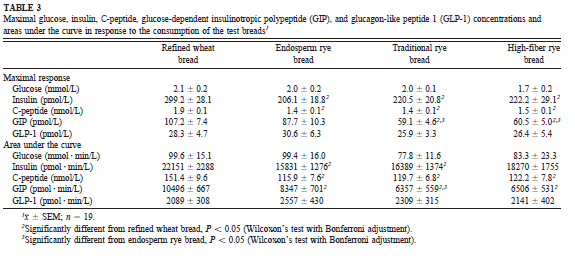 TABLE 3
Maximal glucose, insulin, C-peptide, glucose-dependent insulinotropic polypeptide (GIP), and glucagon-like peptide 1 (GLP-1) concentrations and
areas under the curve in response to the consumption of the test breads¹
Refined wheat bread Endosperm rye bread Traditional rye bread High-fiber rye bread
Maximal response
Glucose (mmol/L) 2.1 ± 0.2 2.0 ± 0.2 2.0 ± 0.1 1.7 ± 0.2
Insulin (pmol/L) 299.2 ± 28.1 206.1 ± 18.8² 220.5 ± 20.8² 222.2 ± 29.1²
C-peptide (nmol/L) 1.9 ± 0.1 1.4 ± 0.1² 1.4 ± 0.1² 1.5 ± 0.1²
GIP (pmol/L) 107.2 ± 7.4 87.7 ± 10.3 59.1 ± 4.6²,³ 60.5 ± 5.0²,³
GLP-1 (pmol/L) 28.3 ± 4.7 30.6 ± 6.3 25.9 ± 3.3 26.4 ± 5.4
Area under the curve
Glucose (mmol · min/L) 99.6 ± 15.1 99.4 ± 16.0 77.8 ± 11.6 83.3 ± 23.3
Insulin (pmol · min/L) 22151 ± 2288 15831 ± 1276² 16389 ± 1374² 18270 ± 1755
C-peptide (nmol · min/L) 151.4 ± 9.6 115.9 ± 7.6² 119.7 ± 6.8² 122.2 ± 7.8²
GIP (pmol · min/L) 10496 ± 667 8347 ± 701² 6357 ± 559²,³ 6506 ± 531²
GLP-1 (pmol · min/L) 2089 ± 308 2557 ± 430 2309 ± 315 2141 ± 402
¹ x̄ ± SEM; n = 19.
² Significantly different from refined wheat bread, P < 0.05 (Wilcoxon's test with Bonferroni adjustment).
³ Significantly different from endosperm rye bread, P < 0.05 (Wilcoxon's test with Bonferroni adjustment).